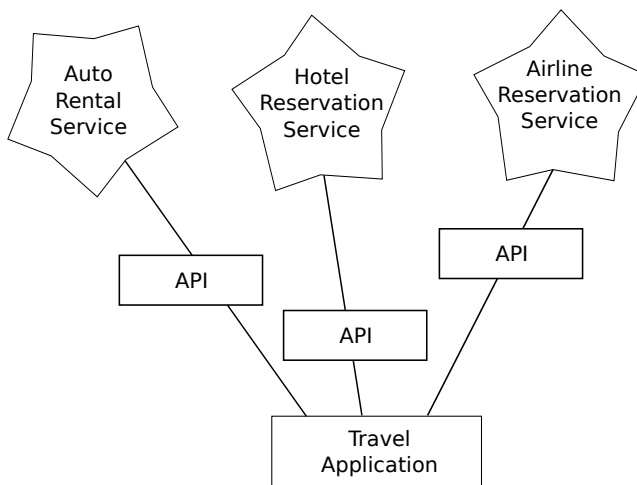 Auto
Rental
Service
Hotel
Reservation
Service
Airline
Reservation
Service
API
API
API
Travel
Application